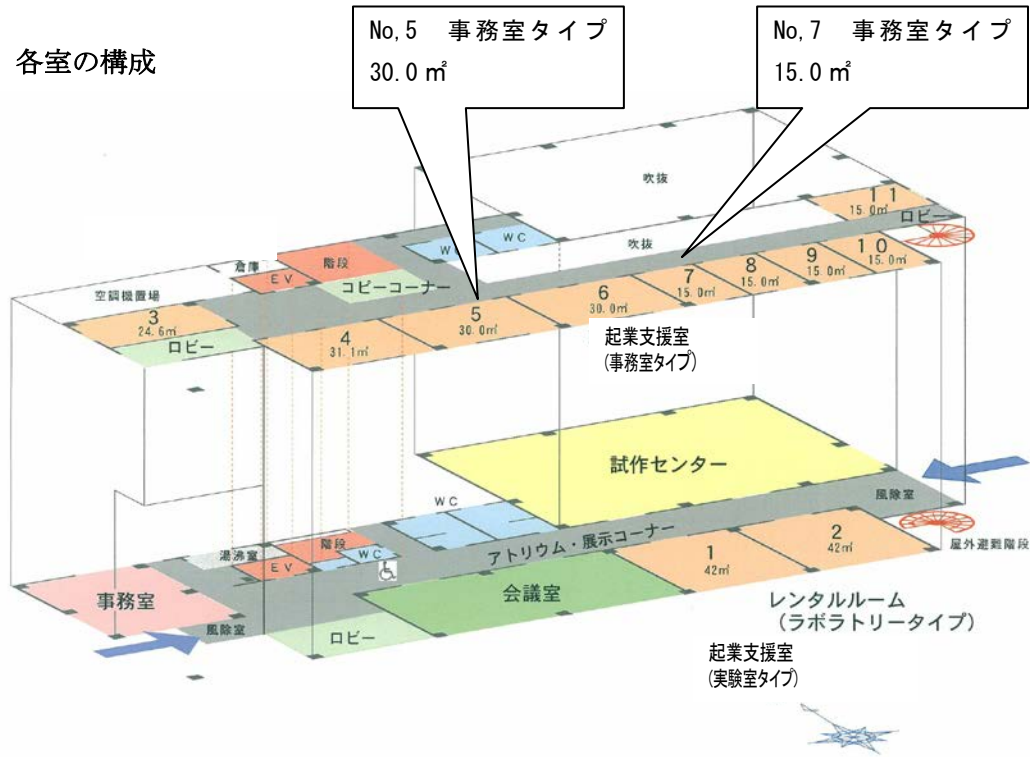 各室の構成
No,5　事務室タイプ
30.0㎡
No,7　事務室タイプ
15.0㎡
吹抜
11
15.0㎡
ロビー
WC
WC
吹抜
階段
倉庫
EV
コピーコーナー
空調機置場
3
24.6㎡
ロビー
4
31.1㎡
5
30.0㎡
6
30.0㎡
7
15.0㎡
8
15.0㎡
9
15.0㎡
10
15.0㎡
起業支援室
(事務室タイプ)
試作センター
風除室
WC
アトリウム・展示コーナー
湯沸室
階段
WC
EV
2
42㎡
1
42㎡
屋外避難階段
会議室
事務室
風除室
ロビー
レンタルルーム
（ラボラトリータイプ）
起業支援室
(実験室タイプ)